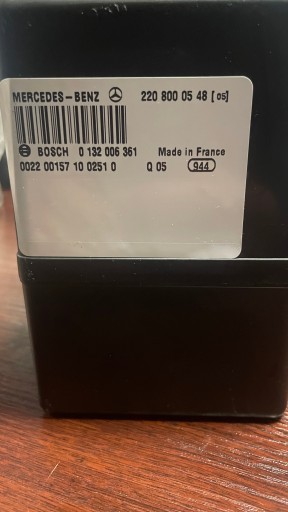 MERCEDES-BENZ 220 800 05 48 [05]
BOSCH 0 132 006 361 Made in France
0022 00157 10 0251 0 Q 05 944